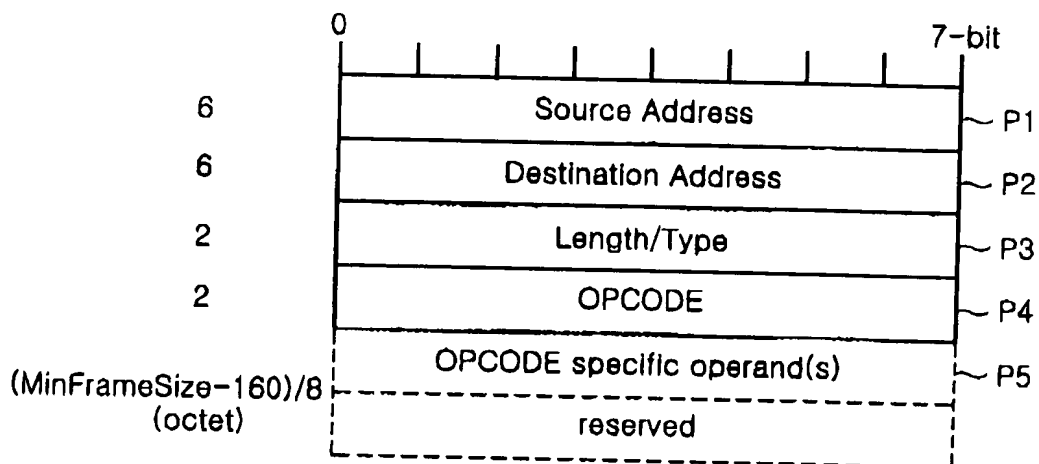 0 7-bit
6 Source Address P1
6 Destination Address P2
2 Length/Type P3
2 OPCODE P4
OPCODE specific operand(s) P5
(MinFrameSize-160)/8
(octet)
reserved